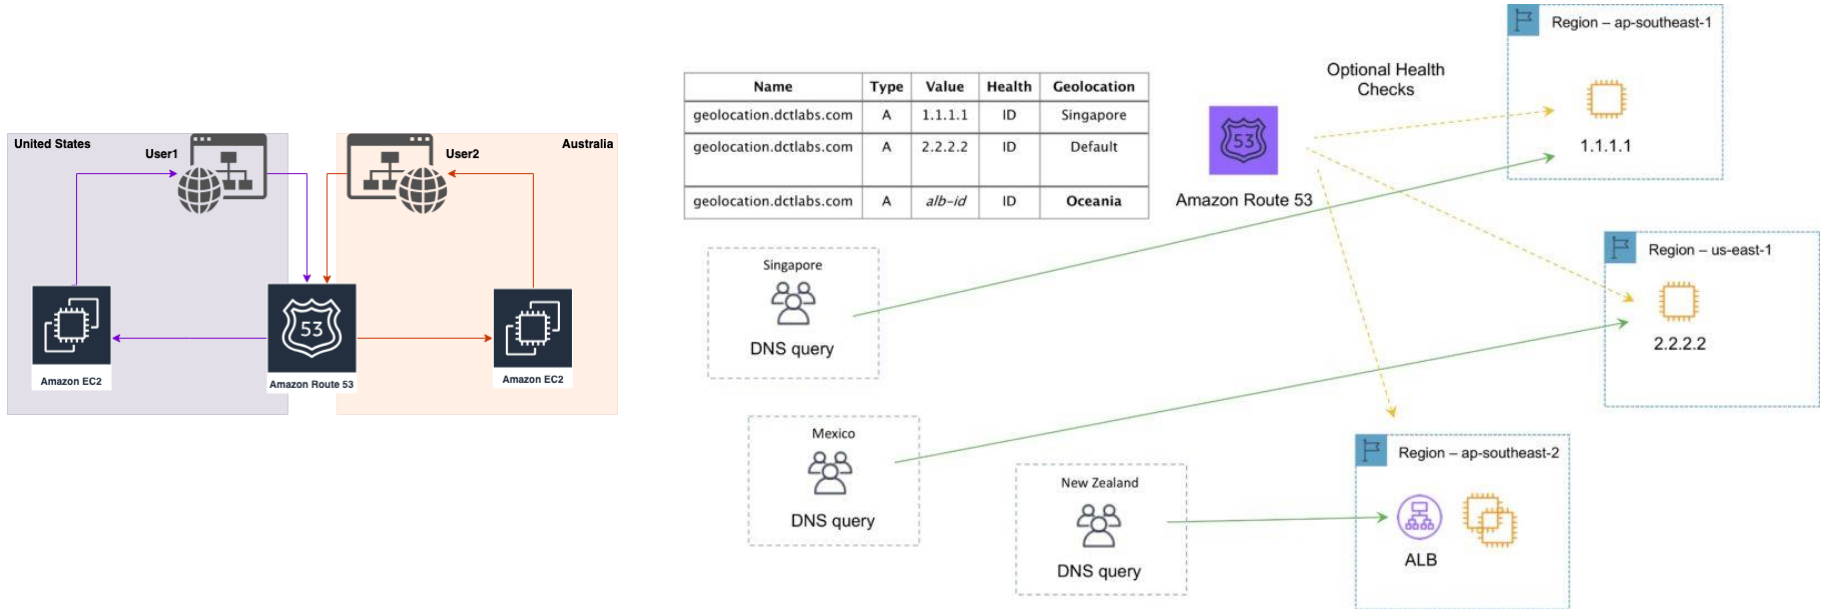 United States
User1
User2
Australia
Amazon EC2
53
Amazon Route 53
Amazon EC2
Name Type Value Health Geolocation
geolocation.dctlabs.com A 1.1.1.1 ID Singapore
geolocation.dctlabs.com A 2.2.2.2 ID Default
geolocation.dctlabs.com A alb-id ID Oceania
53
Amazon Route 53
Optional Health
Checks
Region – ap-southeast-1
1.1.1.1
Region – us-east-1
2.2.2.2
Singapore
DNS query
Mexico
DNS query
New Zealand
DNS query
Region – ap-southeast-2
ALB